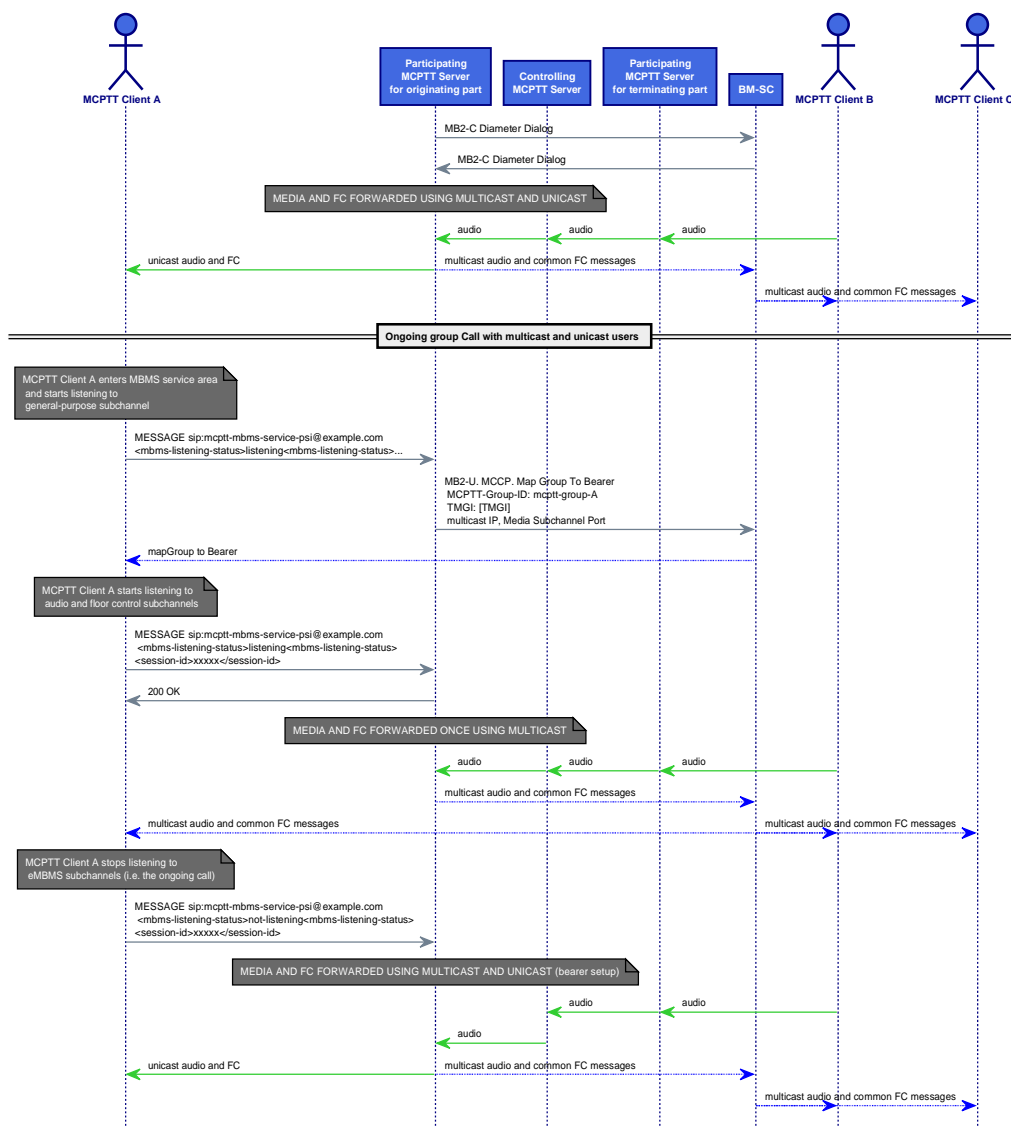 MCPTT Client A
Participating
MCPTT Server
for originating part
Controlling
MCPTT Server
Participating
MCPTT Server
for terminating part
BM-SC
MCPTT Client B
MCPTT Client C
MB2-C Diameter Dialog
MB2-C Diameter Dialog
MEDIA AND FC FORWARDED USING MULTICAST AND UNICAST
audio
audio
audio
unicast audio and FC
multicast audio and common FC messages
multicast audio and common FC messages
Ongoing group Call with multicast and unicast users
MCPTT Client A enters MBMS service area
and starts listening to
general-purpose subchannel
MESSAGE sip:mcptt-mbms-service-psi@example.com
<mbms-listening-status>listening<mbms-listening-status>...
MB2-U. MCCP. Map Group To Bearer
MCPTT-Group-ID: mcptt-group-A
TMGI: [TMGI]
multicast IP, Media Subchannel Port
mapGroup to Bearer
MCPTT Client A starts listening to
audio and floor control subchannels
MESSAGE sip:mcptt-mbms-service-psi@example.com
<mbms-listening-status>listening<mbms-listening-status>
<session-id>xxxxx</session-id>
200 OK
MEDIA AND FC FORWARDED ONCE USING MULTICAST
audio
audio
audio
multicast audio and common FC messages
multicast audio and common FC messages
multicast audio and common FC messages
MCPTT Client A stops listening to
eMBMS subchannels (i.e. the ongoing call)
MESSAGE sip:mcptt-mbms-service-psi@example.com
<mbms-listening-status>not-listening<mbms-listening-status>
<session-id>xxxxx</session-id>
MEDIA AND FC FORWARDED USING MULTICAST AND UNICAST (bearer setup)
audio
audio
audio
unicast audio and FC
multicast audio and common FC messages
multicast audio and common FC messages